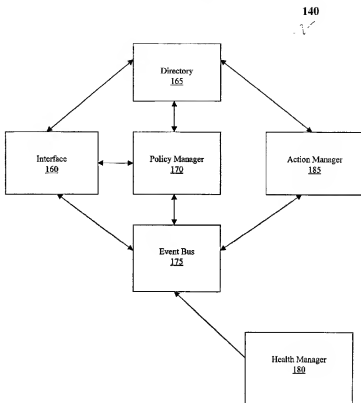 140
Directory
165
Interface
160
Policy Manager
170
Action Manager
185
Event Bus
175
Health Manager
180